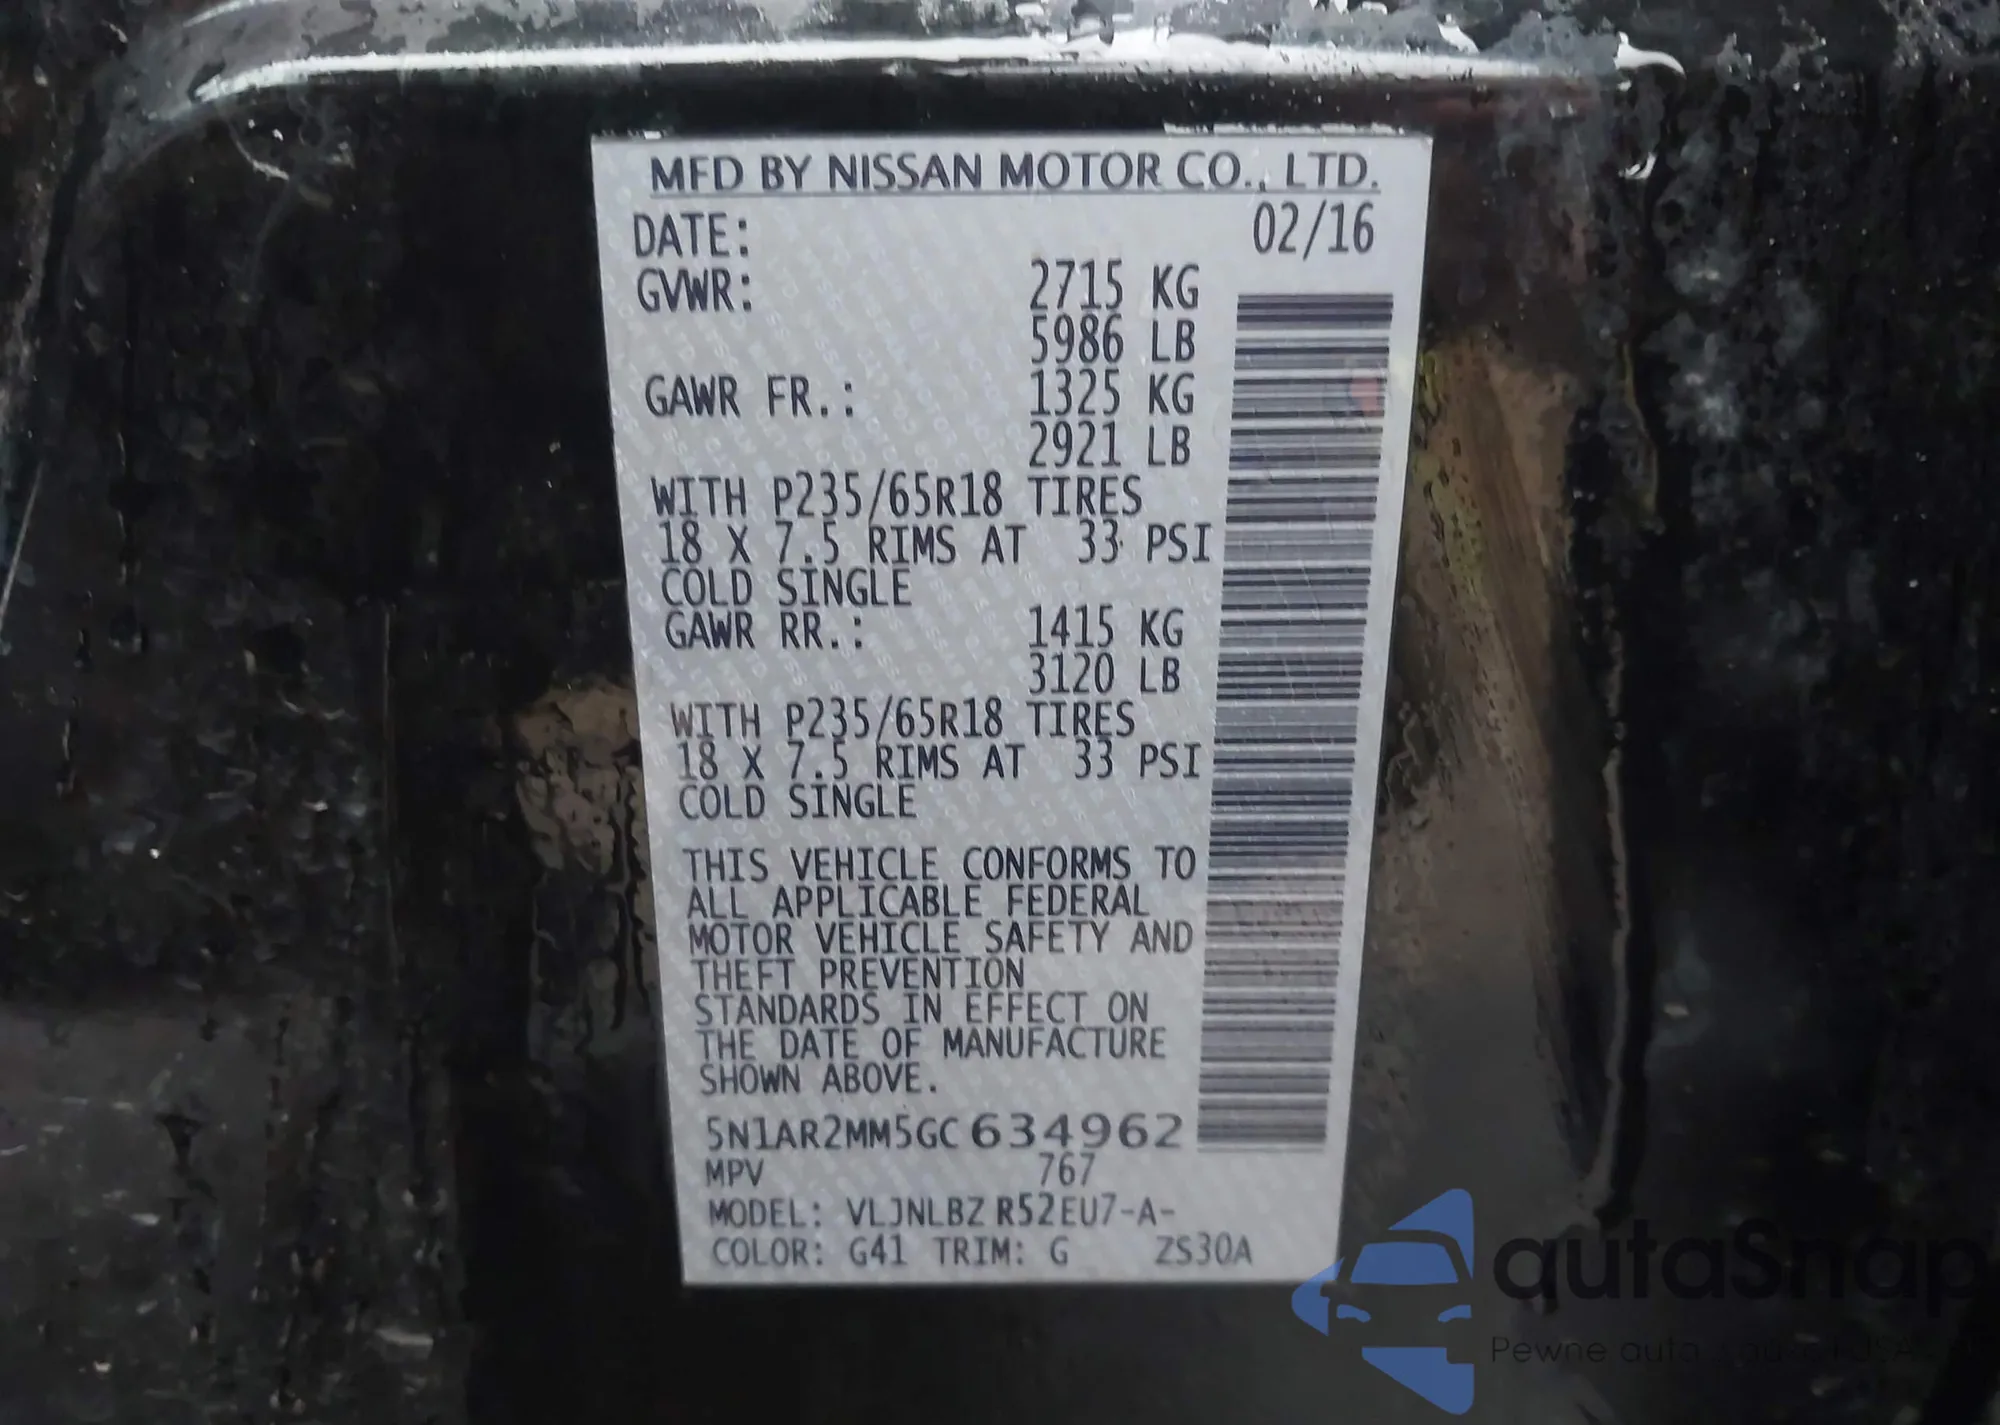 MFD BY NISSAN MOTOR CO., LTD.
DATE: 02/16
GVWR: 2715 KG
5986 LB
GAWR FR.: 1325 KG
2921 LB
WITH P235/65R18 TIRES
18 X 7.5 RIMS AT 33 PSI
COLD SINGLE
GAWR RR.: 1415 KG
3120 LB
WITH P235/65R18 TIRES
18 X 7.5 RIMS AT 33 PSI
COLD SINGLE
THIS VEHICLE CONFORMS TO
ALL APPLICABLE FEDERAL
MOTOR VEHICLE SAFETY AND
THEFT PREVENTION
STANDARDS IN EFFECT ON
THE DATE OF MANUFACTURE
SHOWN ABOVE.
5N1AR2MM5GC634962
MPV 767
MODEL: VLJNLBZ R52EU7-A-
COLOR: G41 TRIM: G ZS30A
autaSnap
Pewne auta